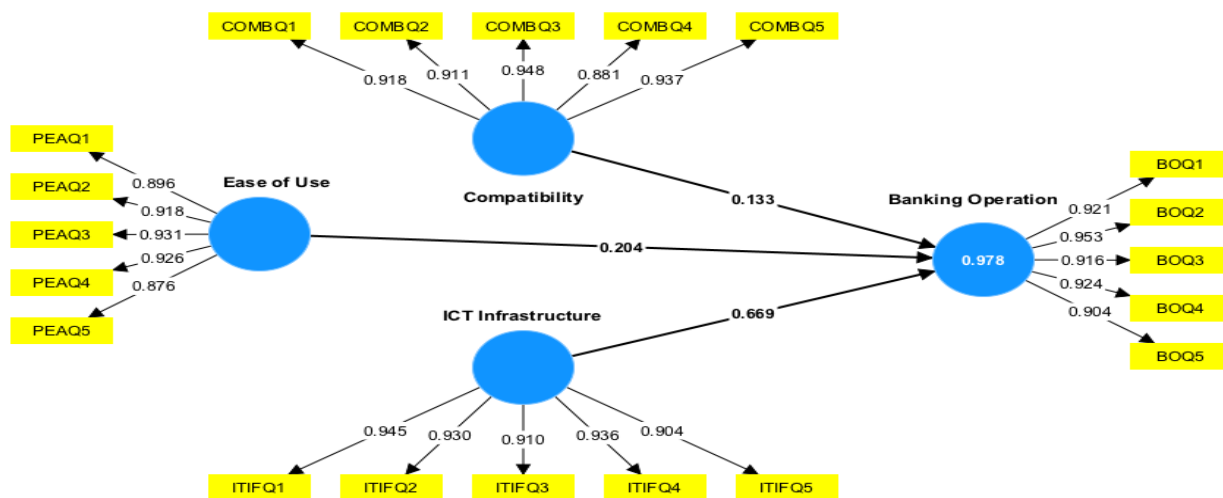 COMBQ1 COMBQ2 COMBQ3 COMBQ4 COMBQ5
0.918 0.911 0.948 0.881 0.937
Compatibility
PEAQ1
PEAQ2
PEAQ3
PEAQ4
PEAQ5
0.896
0.918
0.931
0.926
0.876
Ease of Use
0.133
0.204
0.669
Banking Operation
0.978
0.921
0.953
0.916
0.924
0.904
BOQ1
BOQ2
BOQ3
BOQ4
BOQ5
ICT Infrastructure
0.945 0.930 0.910 0.936 0.904
ITIFQ1 ITIFQ2 ITIFQ3 ITIFQ4 ITIFQ5